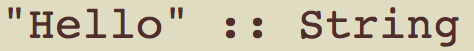 "Hello" :: String